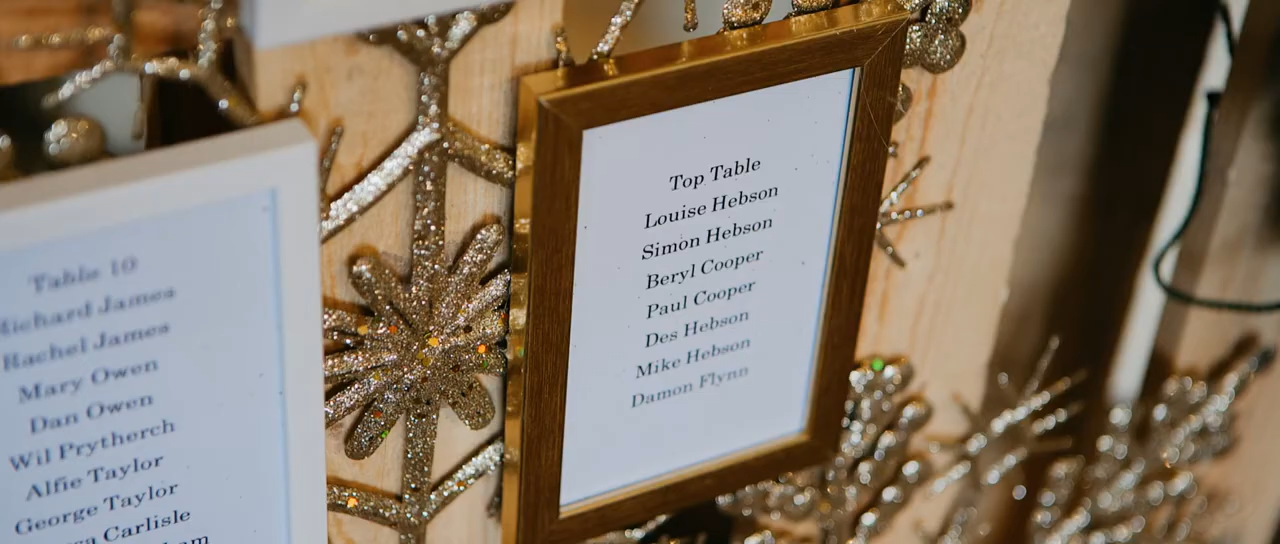 Table 10
Richard James
Rachel James
Mary Owen
Dan Owen
Wil Prytherch
Alfie Taylor
George Taylor
Carlisle
Top Table
Louise Hebson
Simon Hebson
Beryl Cooper
Paul Cooper
Des Hebson
Mike Hebson
Damon Flynn